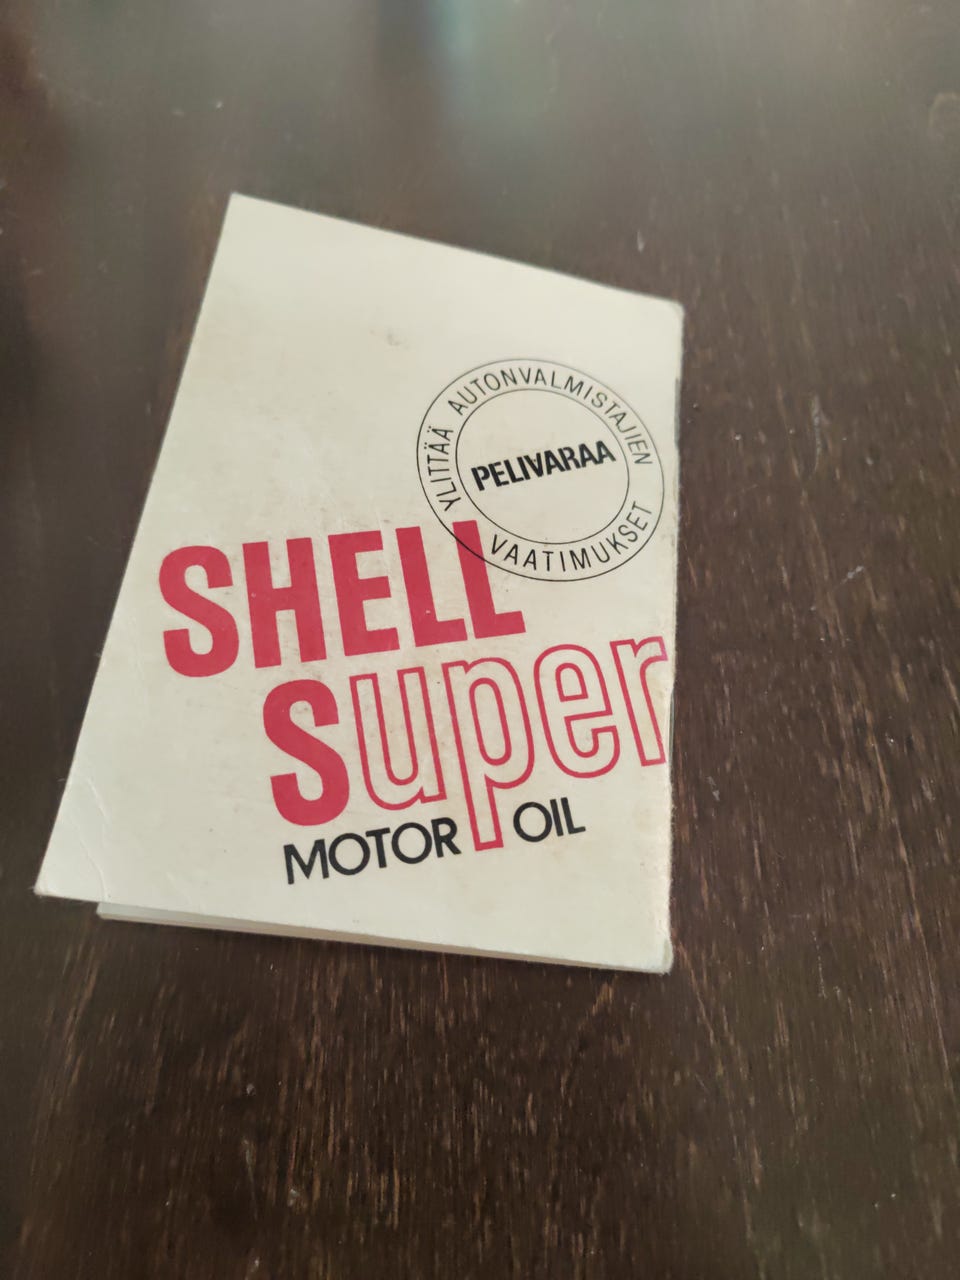 YLITTÄÄ AUTONVALMISTAJIEN
PELIVARAA
VAATIMUKSET
SHELL
Super
MOTOR OIL